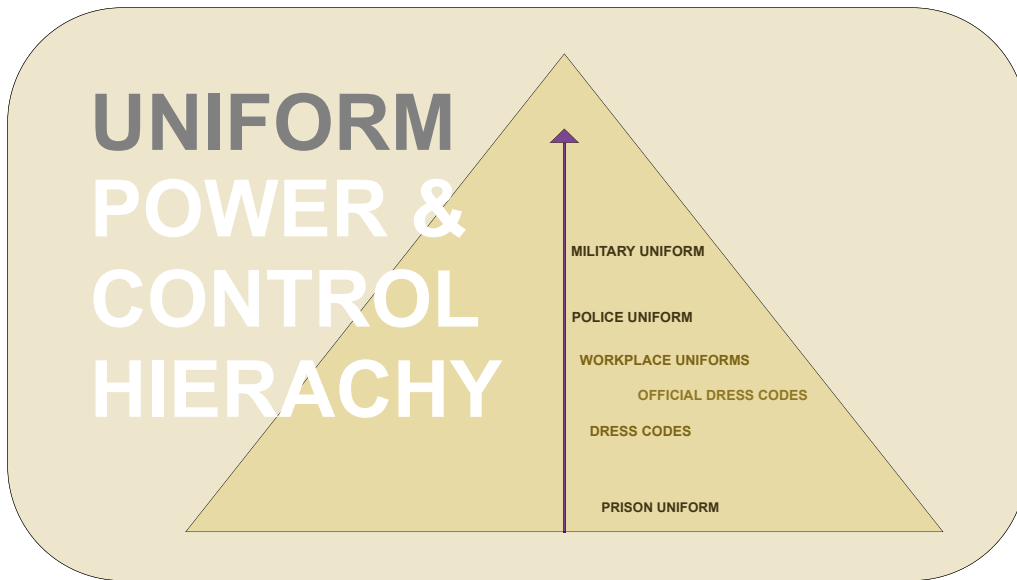 UNIFORM
POWER &
CONTROL
HIERACHY
MILITARY UNIFORM
POLICE UNIFORM
WORKPLACE UNIFORMS
OFFICIAL DRESS CODES
DRESS CODES
PRISON UNIFORM